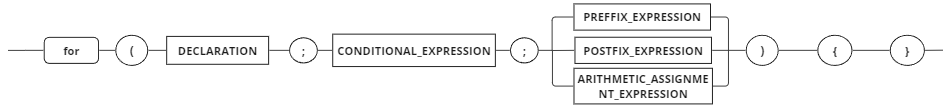 for ( DECLARATION ; CONDITIONAL_EXPRESSION ; 
PREFFIX_EXPRESSION
POSTFIX_EXPRESSION
ARITHMETIC_ASSIGNME
NT_EXPRESSION
) { }